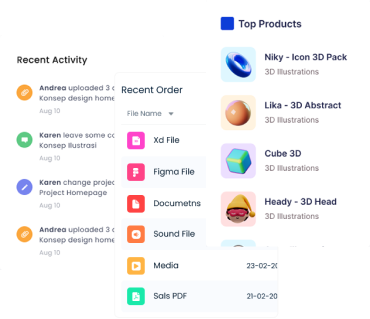 Top Products
Niky - Icon 3D Pack
3D Illustrations
Lika - 3D Abstract
3D Illustrations
Cube 3D
3D Illustrations
Heady - 3D Head
3D Illustrations
Recent Activity
Andrea uploaded 3
Konsep design home
Aug 10
Karen leave some co
Konsep Ilustrasi
Aug 10
Karen change projec
Project Homepage
Aug 10
Andrea uploaded 3
Konsep design home
Aug 10
Recent Order
File Name
Xd File
Figma File
Documetns
Sound File
Media
23-02-20
Sals PDF
21-02-20